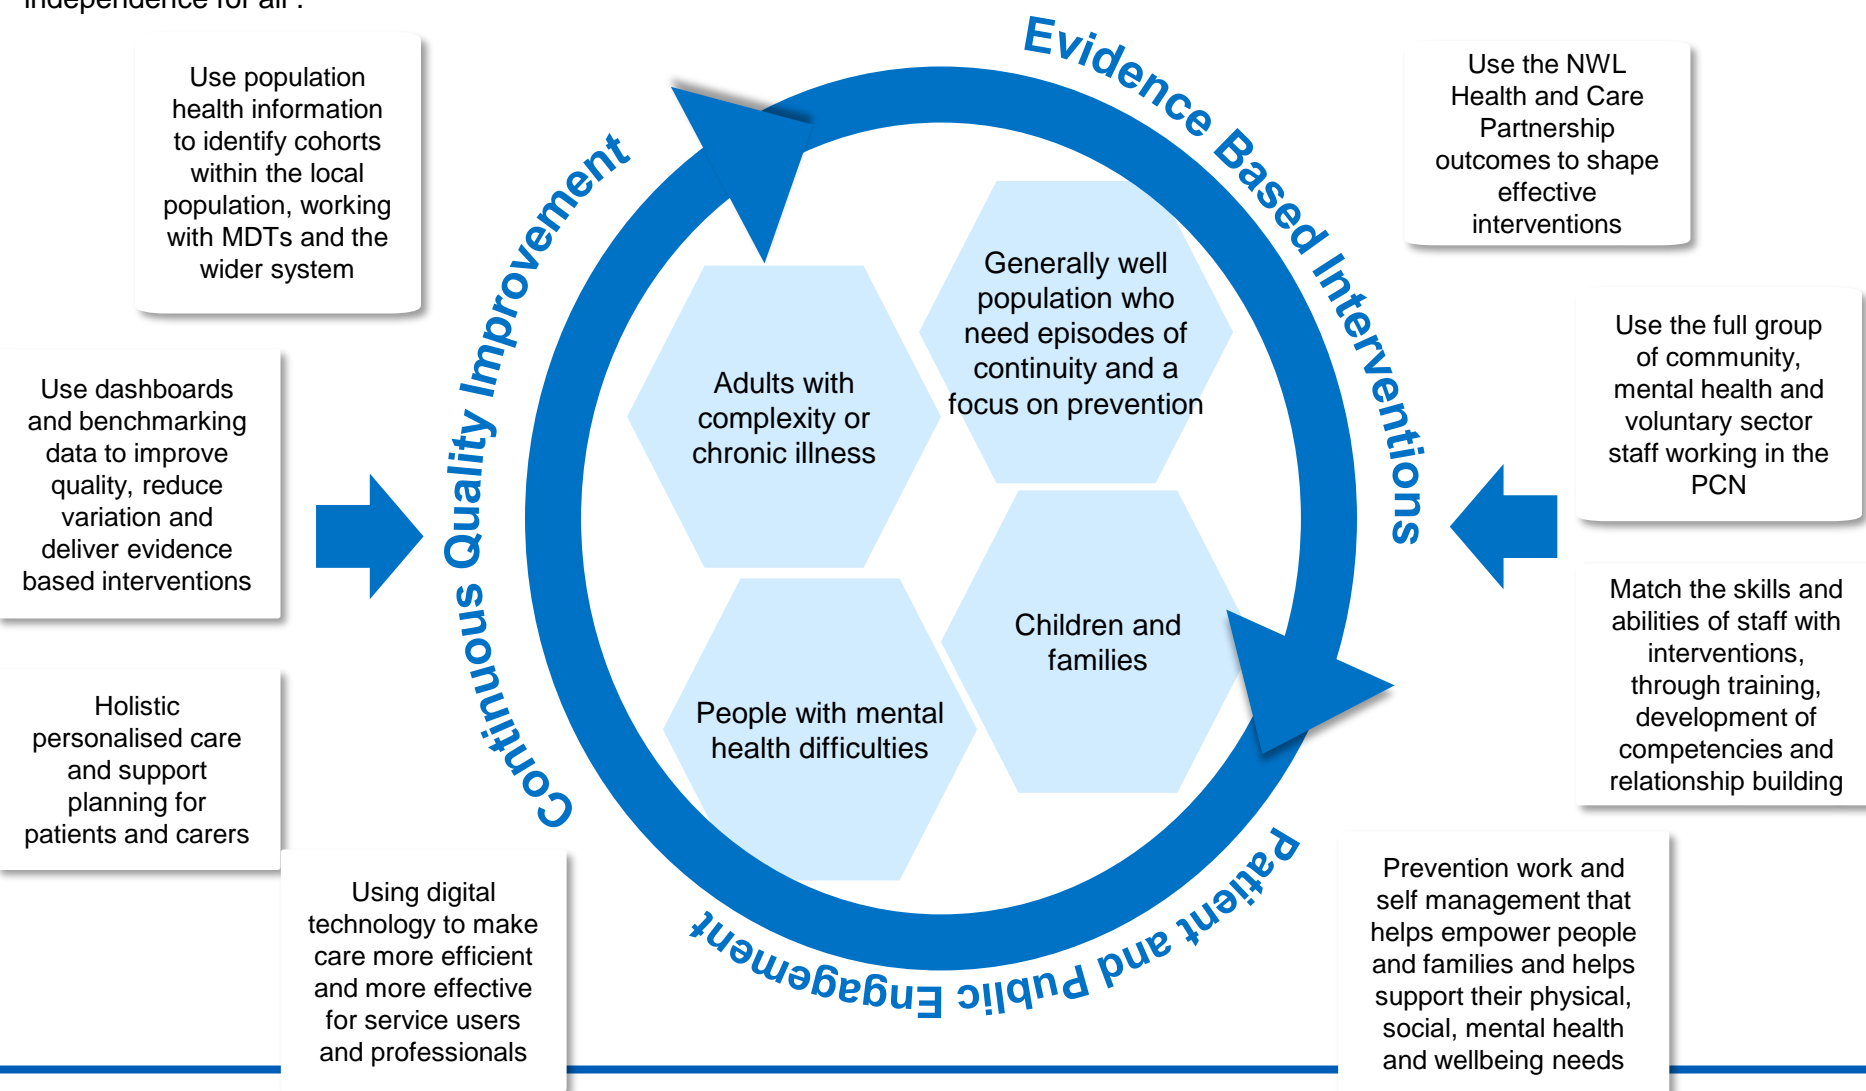 independence for all'.
Use population
health information
to identify cohorts
within the local
population, working
with MDTs and the
wider system
Use dashboards
and benchmarking
data to improve
quality, reduce
variation and
deliver evidence
based interventions
Holistic
personalised care
and support
planning for
patients and carers
Using digital
technology to make
care more efficient
and more effective
for service users
and professionals
Continuous Quality Improvement
Evidence Based Interventions
Patient and Public Engagement
Adults with
complexity or
chronic illness
Generally well
population who
need episodes of
continuity and a
focus on prevention
People with mental
health difficulties
Children and
families
Use the NWL
Health and Care
Partnership
outcomes to shape
effective
interventions
Use the full group
of community,
mental health and
voluntary sector
staff working in the
PCN
Match the skills and
abilities of staff with
interventions,
through training,
development of
competencies and
relationship building
Prevention work and
self management that
helps empower people
and families and helps
support their physical,
social, mental health
and wellbeing needs